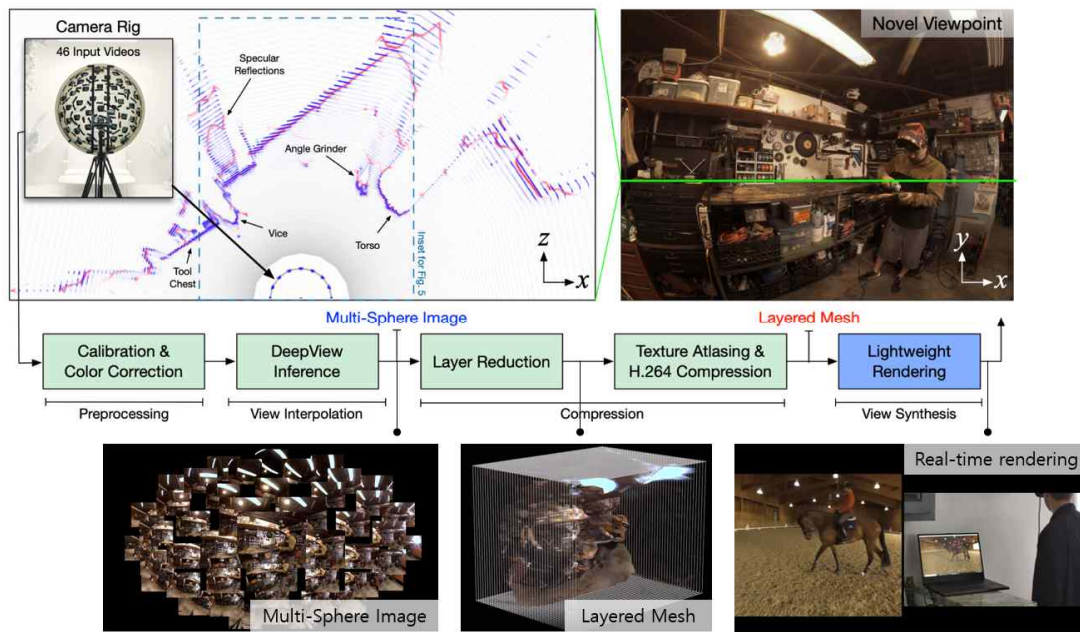 Camera Rig
46 Input Videos
Specular
Reflections
Angle Grinder
Vice
Torso
Tool
Chest
Inset for Fig. 5
z
x
Novel Viewpoint
y
x
Multi-Sphere Image
Layered Mesh
Calibration &
Color Correction
DeepView
Inference
Layer Reduction
Texture Atlasing &
H.264 Compression
Lightweight
Rendering
Preprocessing
View Interpolation
Compression
View Synthesis
Multi-Sphere Image
Layered Mesh
Real-time rendering